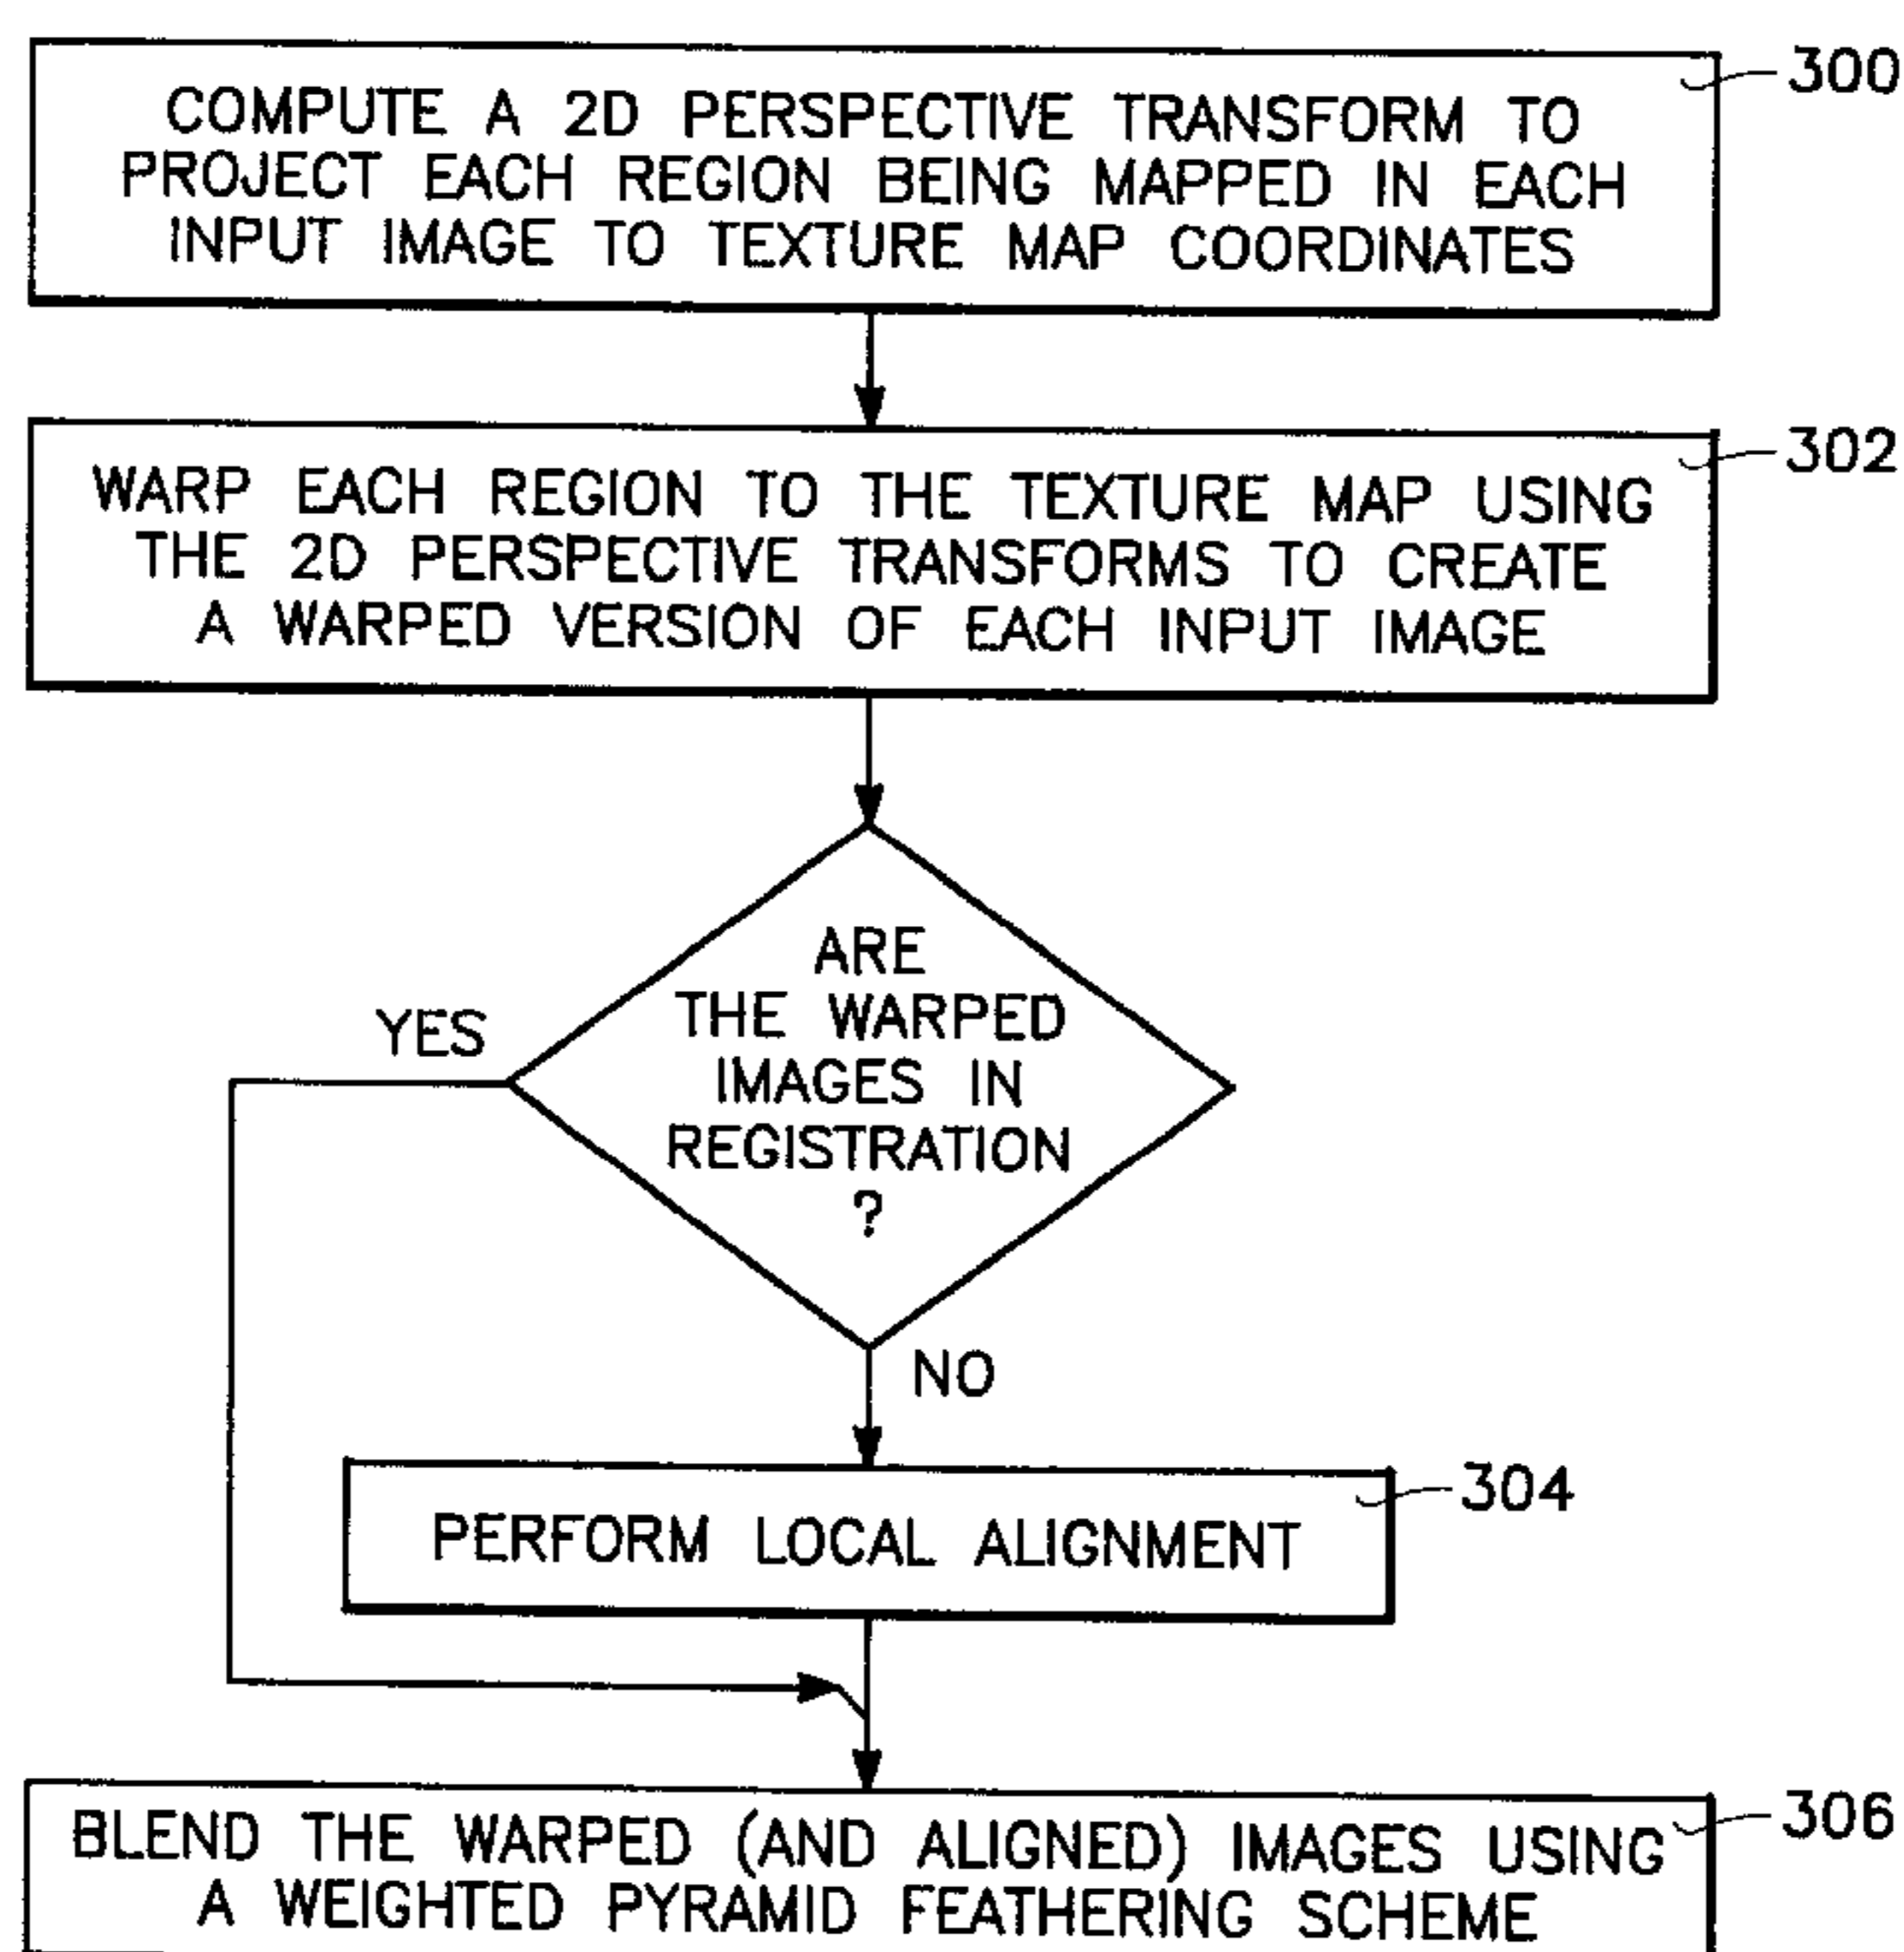 300
COMPUTE A 2D PERSPECTIVE TRANSFORM TO
PROJECT EACH REGION BEING MAPPED IN EACH
INPUT IMAGE TO TEXTURE MAP COORDINATES
302
WARP EACH REGION TO THE TEXTURE MAP USING
THE 2D PERSPECTIVE TRANSFORMS TO CREATE
A WARPED VERSION OF EACH INPUT IMAGE
ARE
THE WARPED
IMAGES IN
REGISTRATION
?
YES
NO
304
PERFORM LOCAL ALIGNMENT
306
BLEND THE WARPED (AND ALIGNED) IMAGES USING
A WEIGHTED PYRAMID FEATHERING SCHEME